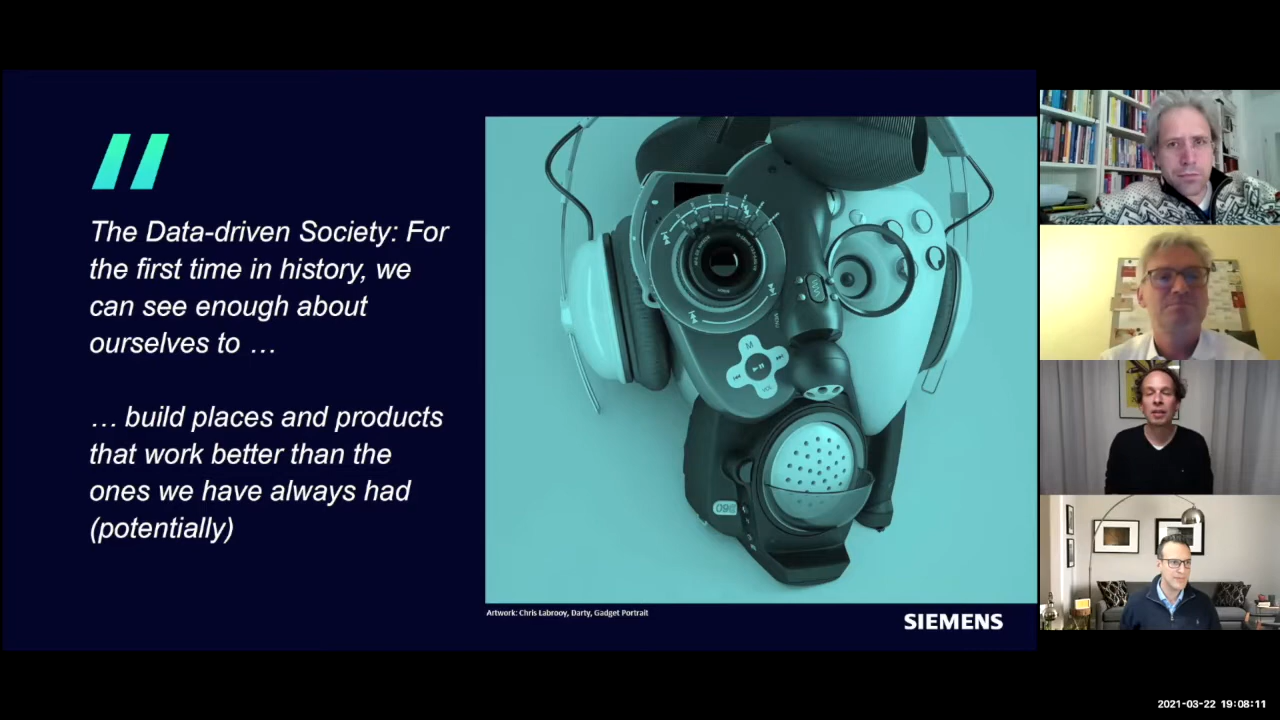 The Data-driven Society: For
the first time in history, we
can see enough about
ourselves to …
… build places and products
that work better than the
ones we have always had
(potentially)
MENU
M
VOL
Artwork: Chris Labrooy, Darty, Gadget Portrait
SIEMENS
2021-03-22 19:08:11